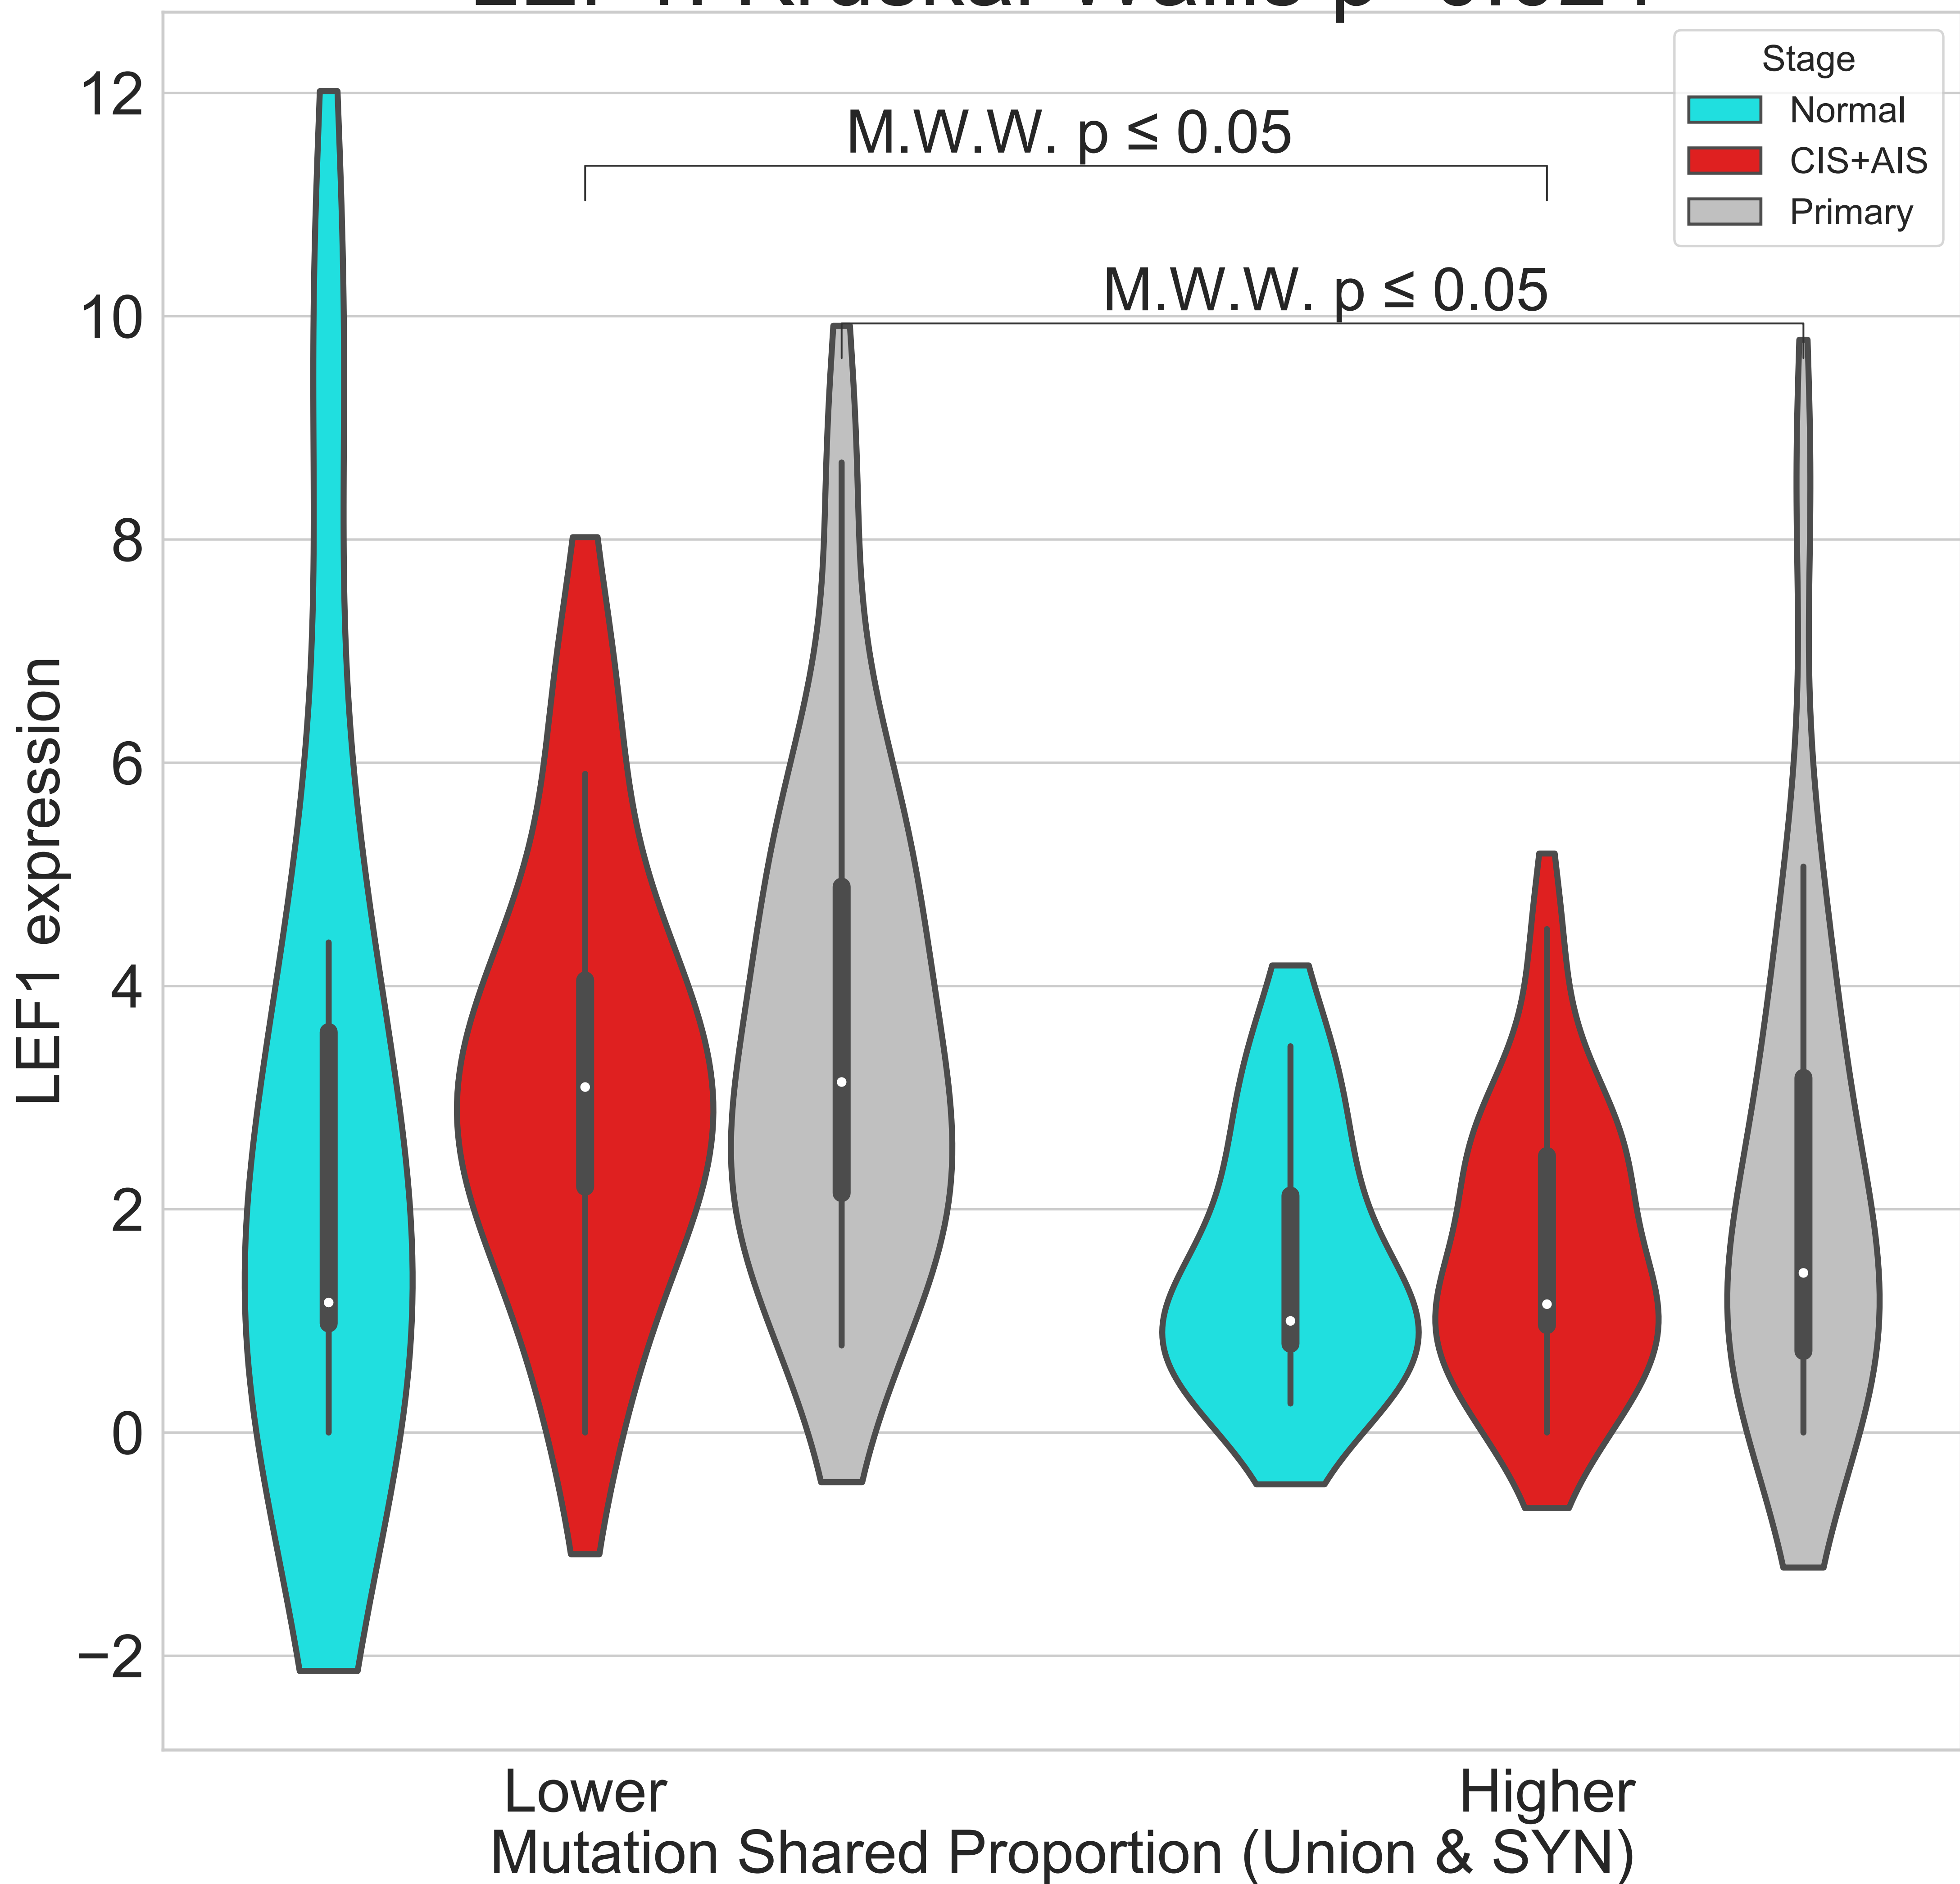 Stage
Normal
CIS+AIS
Primary
M.W.W. p ≤ 0.05
M.W.W. p ≤ 0.05
12
10
8
6
4
2
0
−2
LEF1 expression
Lower
Higher
Mutation Shared Proportion (Union & SYN)